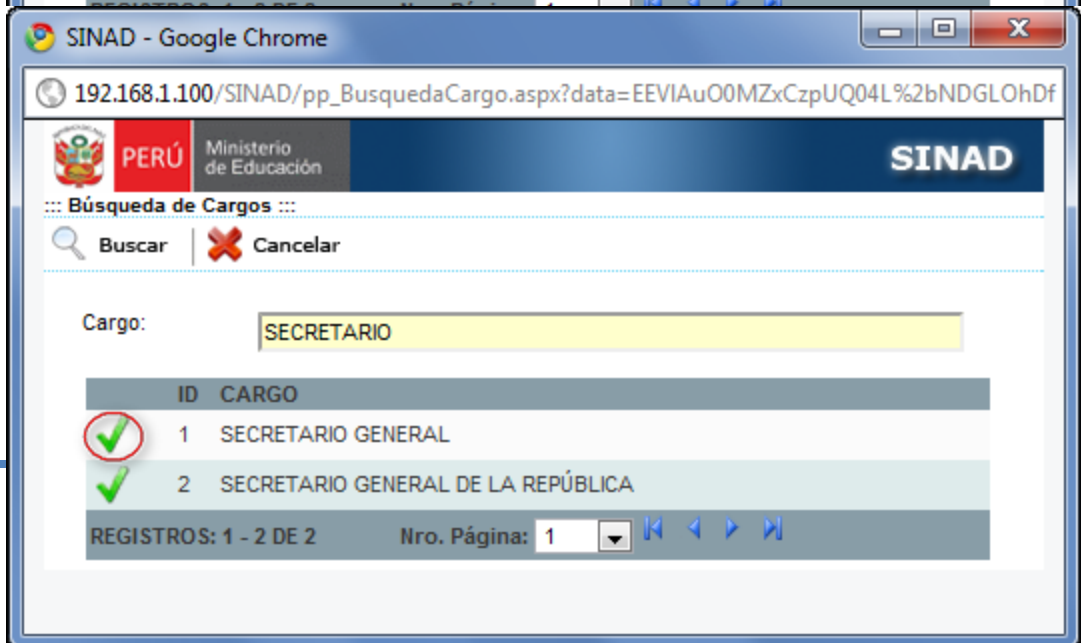 SINAD - Google Chrome
192.168.1.100/SINAD/pp_BusquedaCargo.aspx?data=EEVIAuO0MZxCzpUQ04L%2bNDGLOhDf
PERÚ Ministerio de Educación SINAD
::: Búsqueda de Cargos :::
Buscar Cancelar
Cargo: SECRETARIO
ID CARGO
1 SECRETARIO GENERAL
2 SECRETARIO GENERAL DE LA REPÚBLICA
REGISTROS: 1 - 2 DE 2 Nro. Página: 1